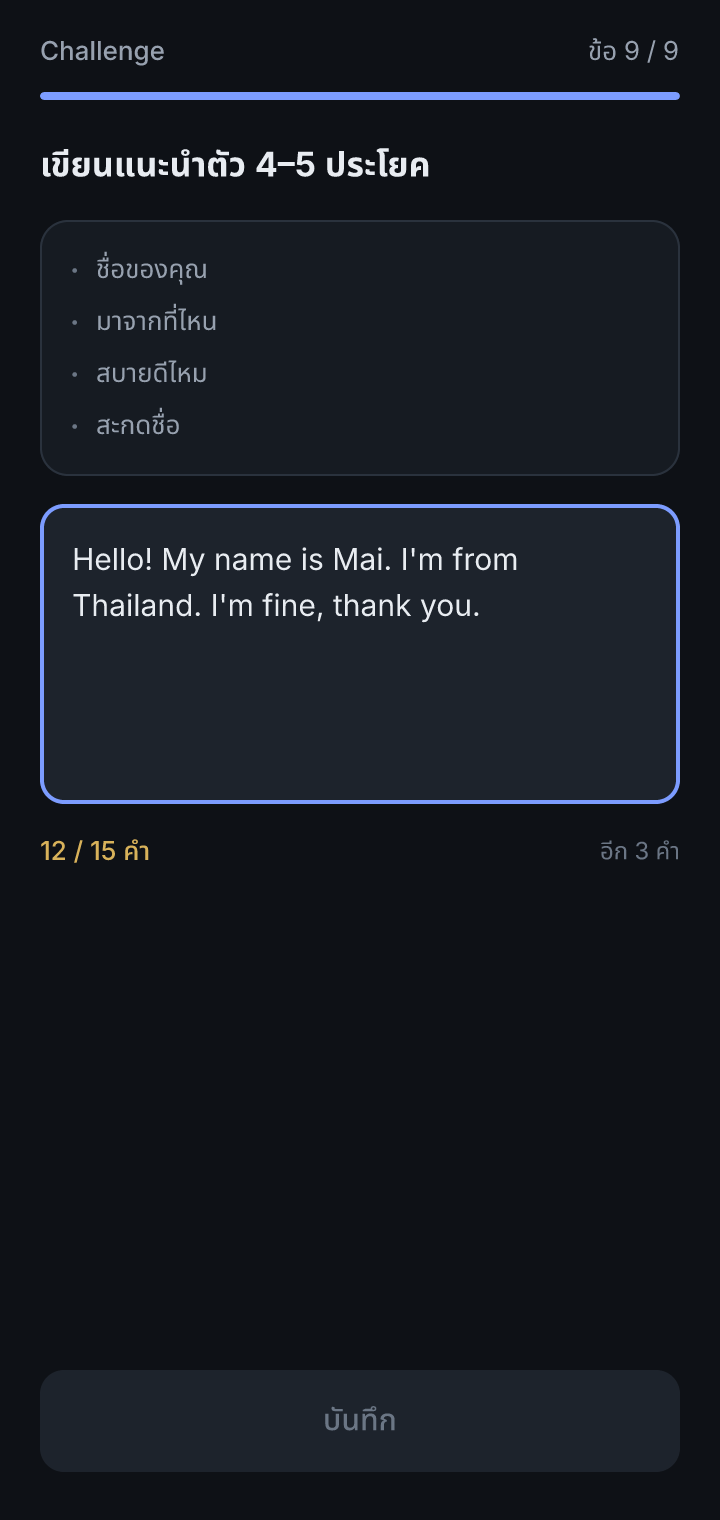 Challenge
ข้อ 9 / 9
เขียนแนะนำตัว 4–5 ประโยค
· ชื่อของคุณ
· มาจากที่ไหน
· สบายดีไหม
· สะกดชื่อ
Hello! My name is Mai. I'm from
Thailand. I'm fine, thank you.
12 / 15 คำ
อีก 3 คำ
บันทึก